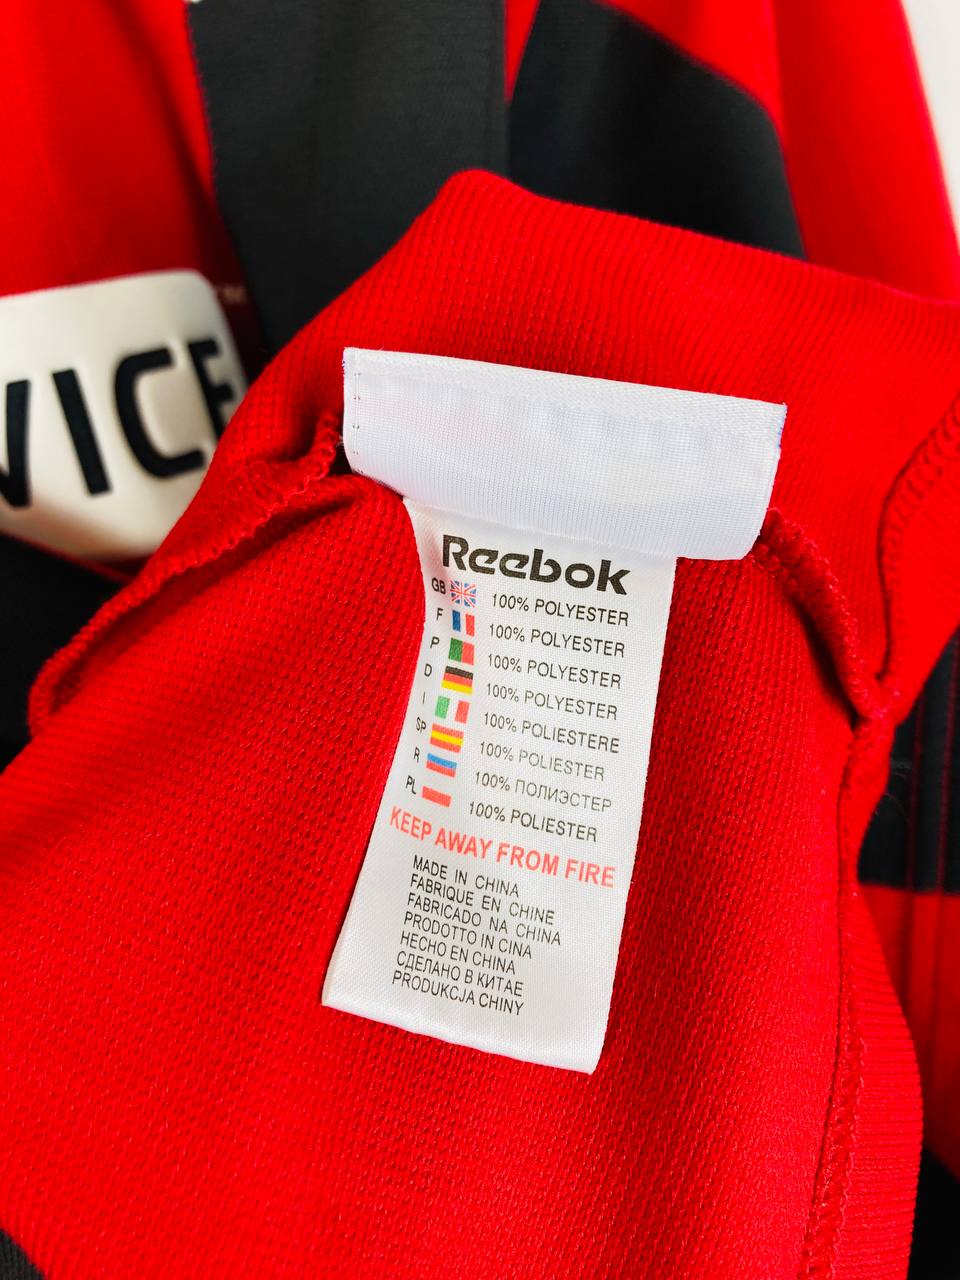 VICE
™
Reebok
GB 100% POLYESTER
F 100% POLYESTER
P 100% POLYESTER
D 100% POLYESTER
I 100% POLIESTERE
SP 100% POLIESTER
R 100% ПОЛИЭСТЕР
PL 100% POLIESTER
KEEP AWAY FROM FIRE
MADE IN CHINA
FABRIQUE EN CHINE
FABRICADO NA CHINA
PRODOTTO IN CINA
HECHO EN CHINA
СДЕЛАНО В КИТАЕ
PRODUKCJA CHINY